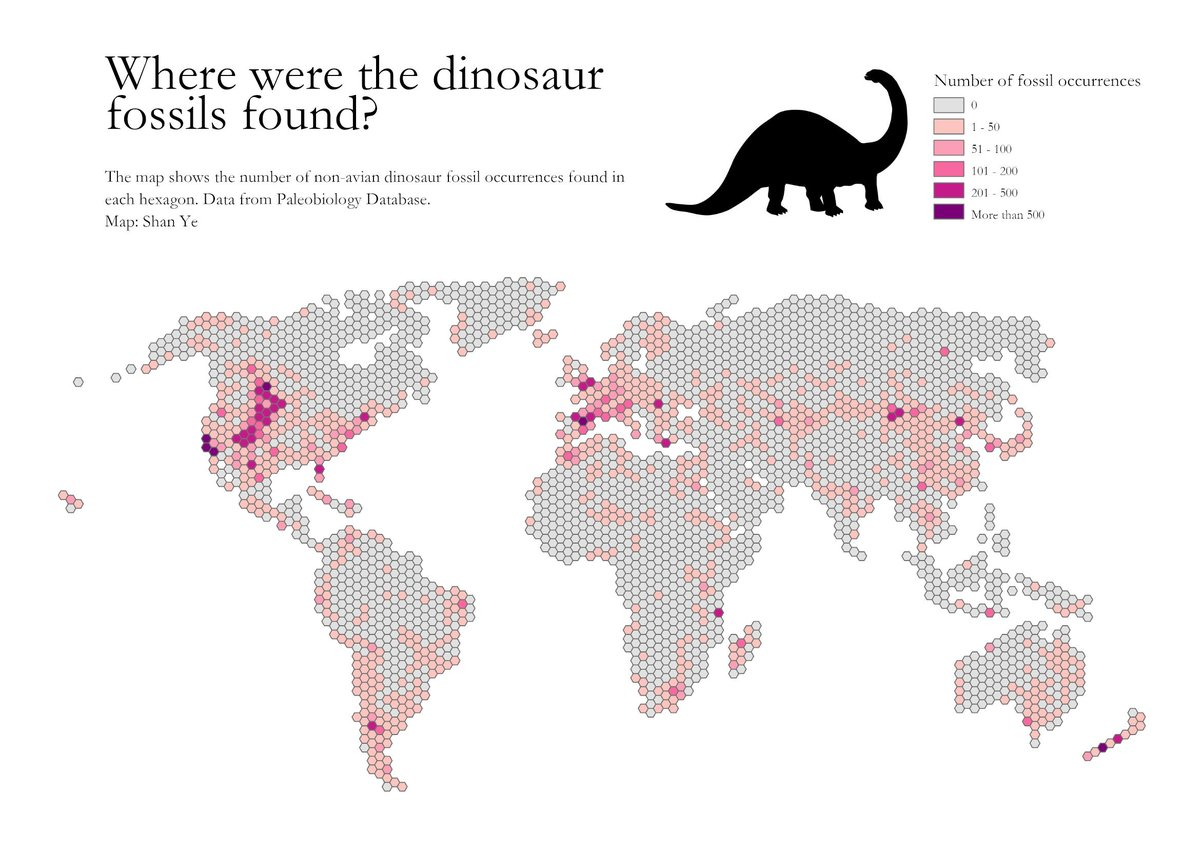 Where were the dinosaur
fossils found?
The map shows the number of non-avian dinosaur fossil occurrences found in
each hexagon. Data from Paleobiology Database.
Map: Shan Ye
Number of fossil occurrences
0
1 - 50
51 - 100
101 - 200
201 - 500
More than 500